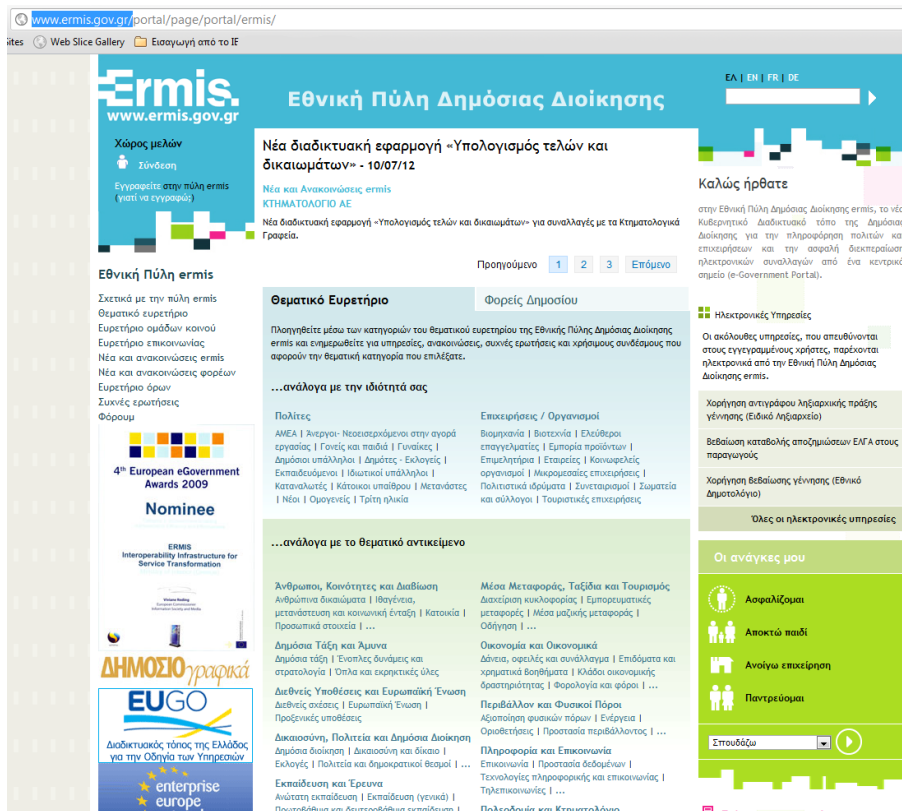 www.ermis.gov.gr/portal/page/portal/ermis/
Sites Web Slice Gallery Εισαγωγή από το IE
Ermis.
www.ermis.gov.gr
Εθνική Πύλη Δημόσιας Διοίκησης
ΕΛ | EN | FR | DE
Χώρος μελών
Σύνδεση
Εγγραφείτε στην πύλη ermis
(γιατί να εγγραφώ;)
Νέα διαδικτυακή εφαρμογή «Υπολογισμός τελών και
δικαιωμάτων» - 10/07/12
Νέα και Ανακοινώσεις ermis
ΚΤΗΜΑΤΟΛΟΓΙΟ ΑΕ
Νέα διαδικτυακή εφαρμογή «Υπολογισμός τελών και δικαιωμάτων» για συναλλαγές με τα Κτηματολογικά
Γραφεία.
Προηγούμενο 1 2 3 Επόμενο
Καλώς ήρθατε
στην Εθνική Πύλη Δημόσιας Διοίκησης ermis, το νέο
Κυβερνητικό Διαδικτυακό τόπο της Δημόσιας
Διοίκησης για την πληροφόρηση πολιτών και
επιχειρήσεων και την ασφαλή διεκπεραίωση
ηλεκτρονικών συναλλαγών από ένα κεντρικό
σημείο (e-Government Portal).
Εθνική Πύλη ermis
Σχετικά με την πύλη ermis
Θεματικό ευρετήριο
Ευρετήριο ομάδων κοινού
Ευρετήριο επικοινωνίας
Νέα και ανακοινώσεις ermis
Νέα και ανακοινώσεις φορέων
Ευρετήριο όρων
Συχνές ερωτήσεις
Φόρουμ
4th European eGovernment
Awards 2009
Nominee
ERMIS
Interoperability Infrastructure for
Service Transformation
Viviane Reding
European Commissioner
Information Society and Media
ΔΗΜΟΣΙΟγραφικά
EUGO
Διαδικτυακός τόπος της Ελλάδος
για την Οδηγία των Υπηρεσιών
enterprise
europe
Θεματικό Ευρετήριο Φορείς Δημοσίου
Πλοηγηθείτε μέσω των κατηγοριών του θεματικού ευρετηρίου της Εθνικής Πύλης Δημόσιας Διοίκησης
ermis και ενημερωθείτε για υπηρεσίες, ανακοινώσεις, συχνές ερωτήσεις και χρήσιμους συνδέσμους που
αφορούν την θεματική κατηγορία που επιλέξατε.
...ανάλογα με την ιδιότητά σας
Πολίτες
ΑΜΕΑ | Άνεργοι- Νεοεισερχόμενοι στην αγορά
εργασίας | Γονείς και παιδιά | Γυναίκες |
Δημόσιοι υπάλληλοι | Δημότες - Εκλογείς |
Εκπαιδευόμενοι | Ιδιωτικοί υπάλληλοι |
Καταναλωτές | Κάτοικοι υπαίθρου | Μετανάστες
| Νέοι | Ομογενείς | Τρίτη ηλικία
Επιχειρήσεις / Οργανισμοί
Βιομηχανία | Βιοτεχνία | Ελεύθεροι
επαγγελματίες | Εμπορία προϊόντων |
Επιμελητήρια | Εταιρείες | Κοινωφελείς
οργανισμοί | Μικρομεσαίες επιχειρήσεις |
Πολιτιστικά ιδρύματα | Συνεταιρισμοί | Σωματεία
και σύλλογοι | Τουριστικές επιχειρήσεις
...ανάλογα με το θεματικό αντικείμενο
Άνθρωποι, Κοινότητες και Διαβίωση
Ανθρώπινα δικαιώματα | Ιθαγένεια,
μετανάστευση και κοινωνική ένταξη | Κατοικία |
Προσωπικά στοιχεία | ...
Δημόσια Τάξη και Άμυνα
Δημόσια τάξη | Ένοπλες δυνάμεις και
στρατολογία | Όπλα και εκρηκτικές ύλες
Διεθνείς Υποθέσεις και Ευρωπαϊκή Ένωση
Διεθνείς σχέσεις | Ευρωπαϊκή Ένωση |
Προξενικές υποθέσεις
Δικαιοσύνη, Πολιτεία και Δημόσια Διοίκηση
Δημόσια διοίκηση | Δικαιοσύνη και δίκαιο |
Εκλογές | Πολιτεία και δημοκρατικοί θεσμοί | ...
Εκπαίδευση και Έρευνα
Ανώτατη εκπαίδευση | Εκπαίδευση (γενικά) |
Πρωτοβάθμια και δευτεροβάθμια εκπαίδευση |
Μέσα Μεταφοράς, Ταξίδια και Τουρισμός
Διαχείριση κυκλοφορίας | Εμπορευματικές
μεταφορές | Μέσα μαζικής μεταφοράς |
Οδήγηση | ...
Οικονομία και Οικονομικά
Δάνεια, οφειλές και συνάλλαγμα | Επιδόματα και
χρηματικά βοηθήματα | Κλάδοι οικονομικής
δραστηριότητας | Φορολογία και φόροι | ...
Περιβάλλον και Φυσικοί Πόροι
Αξιοποίηση φυσικών πόρων | Ενέργεια |
Οριοθετήσεις | Προστασία περιβάλλοντος | ...
Πληροφορία και Επικοινωνία
Επικοινωνία | Προστασία δεδομένων |
Τεχνολογίες πληροφορικής και επικοινωνίας |
Τηλεπικοινωνίες | ...
Πολεοδομία και Κτηματολόγιο
Ηλεκτρονικές Υπηρεσίες
Οι ακόλουθες υπηρεσίες, που απευθύνονται
στους εγγεγραμμένους χρήστες, παρέχονται
ηλεκτρονικά από την Εθνική Πύλη Δημόσιας
Διοίκησης ermis.
Χορήγηση αντιγράφου ληξιαρχικής πράξης
γέννησης (Ειδικό Ληξιαρχείο)
Βεβαίωση καταβολής αποζημιώσεων ΕΛΓΑ στους
παραγωγούς
Χορήγηση Βεβαίωσης γέννησης (Εθνικό
Δημοτολόγιο)
Όλες οι ηλεκτρονικές υπηρεσίες
Οι ανάγκες μου
Ασφαλίζομαι
Αποκτώ παιδί
Ανοίγω επιχείρηση
Παντρεύομαι
Σπουδάζω